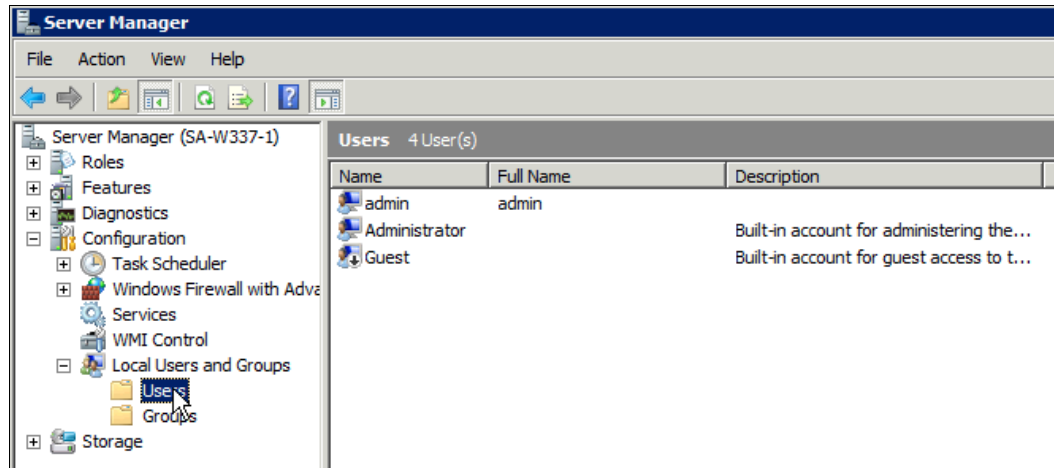 Server Manager
File Action View Help
Server Manager (SA-W337-1)
Roles
Features
Diagnostics
Configuration
Task Scheduler
Windows Firewall with Adva
Services
WMI Control
Local Users and Groups
Users
Groups
Storage
Users 4 User(s)
Name Full Name Description
admin admin
Administrator Built-in account for administering the...
Guest Built-in account for guest access to t...